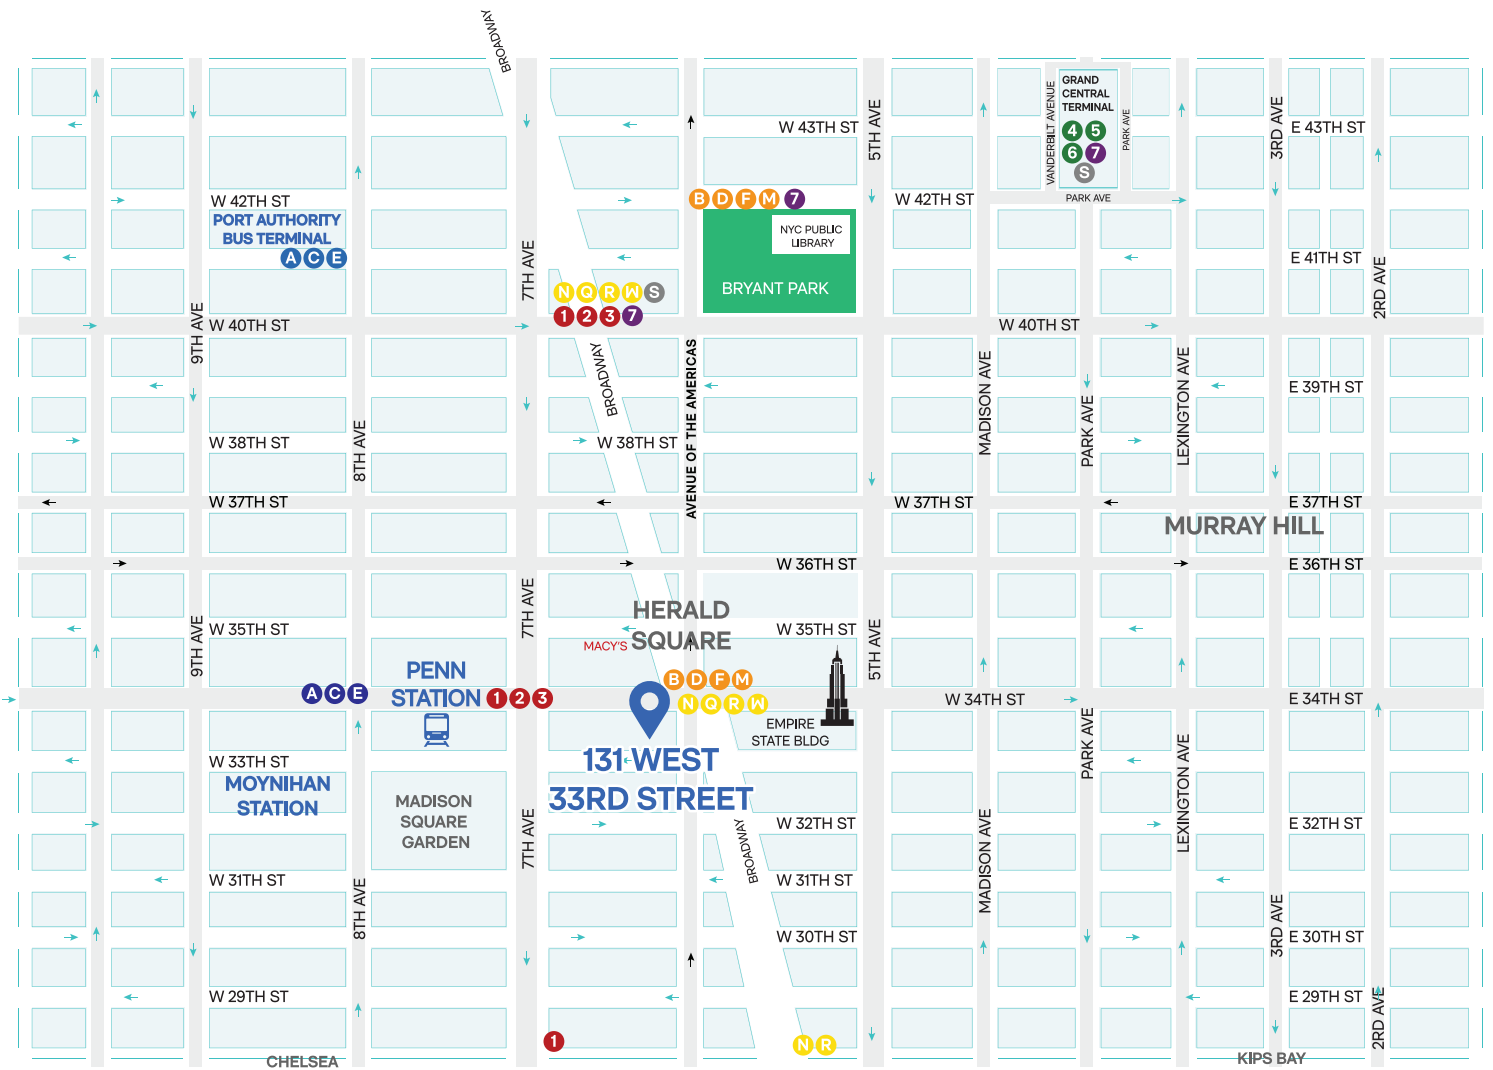 BROADWAY
GRAND
CENTRAL
TERMINAL
4 5
6 7
S
VANDERBILT AVENUE
PARK AVE
5TH AVE
3RD AVE
W 43TH ST
E 43TH ST
W 42TH ST
PORT AUTHORITY
BUS TERMINAL
A C E
B D F M 7
NYC PUBLIC
LIBRARY
BRYANT PARK
W 42TH ST
PARK AVE
E 41TH ST
7TH AVE
2RD AVE
N Q R W S
1 2 3 7
9TH AVE
W 40TH ST
W 40TH ST
BROADWAY
AVENUE OF THE AMERICAS
MADISON AVE
PARK AVE
LEXINGTON AVE
E 39TH ST
8TH AVE
W 38TH ST
W 38TH ST
W 37TH ST
W 37TH ST
E 37TH ST
MURRAY HILL
W 36TH ST
E 36TH ST
7TH AVE
HERALD
SQUARE
MACY'S
9TH AVE
W 35TH ST
W 35TH ST
5TH AVE
PENN
STATION
A C E
1 2 3
B D F M
N Q R W
EMPIRE
STATE BLDG
W 34TH ST
E 34TH ST
131 WEST
33RD STREET
W 33TH ST
MOYNIHAN
STATION
MADISON
SQUARE
GARDEN
PARK AVE
LEXINGTON AVE
7TH AVE
BROADWAY
MADISON AVE
W 32TH ST
E 32TH ST
W 31TH ST
W 31TH ST
8TH AVE
3RD AVE
W 30TH ST
E 30TH ST
W 29TH ST
E 29TH ST
2RD AVE
1
N R
CHELSEA
KIPS BAY